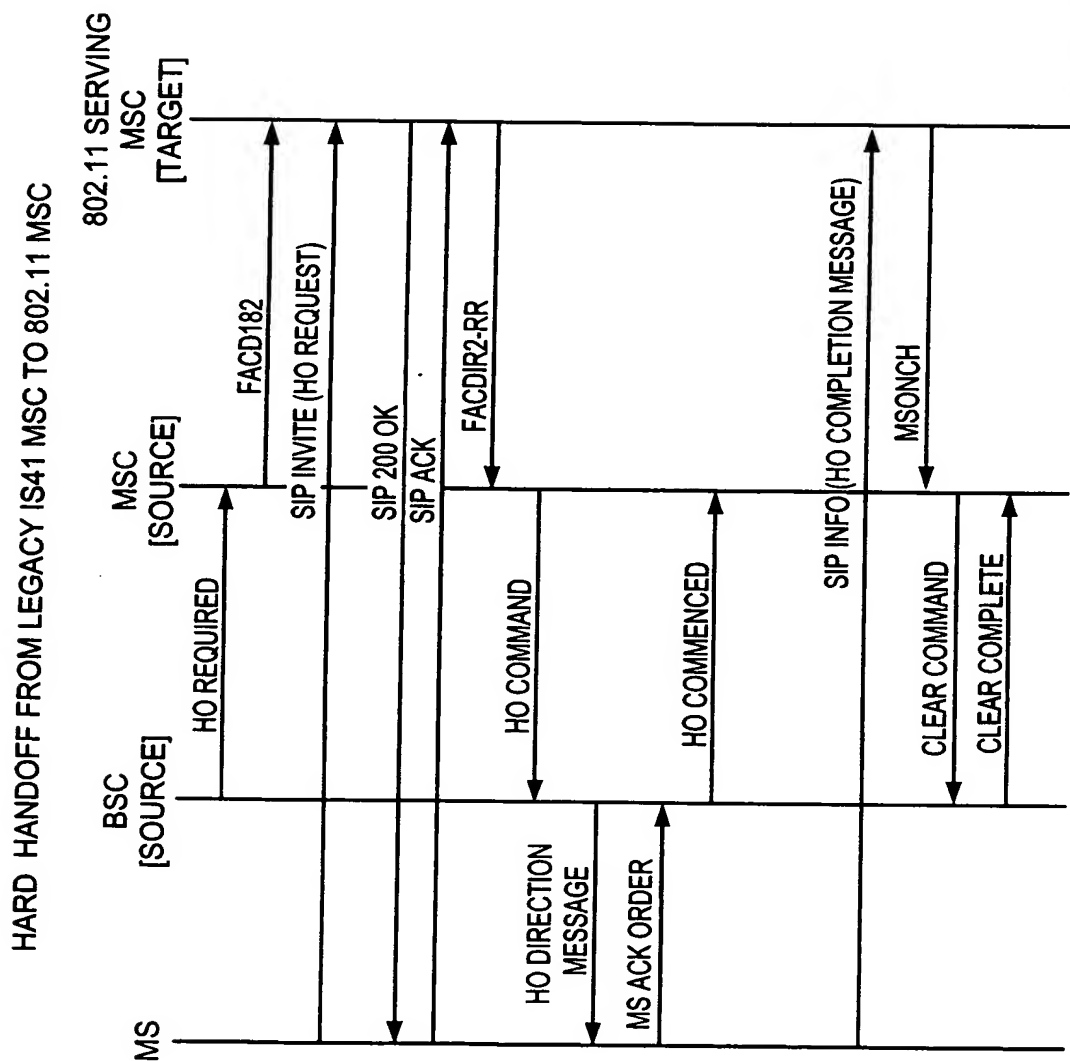 HARD HANDOFF FROM LEGACY IS41 MSC TO 802.11 MSC
MS
BSC
[SOURCE]
MSC
[SOURCE]
802.11 SERVING
MSC
[TARGET]
HO REQUIRED
FACD182
SIP INVITE (HO REQUEST)
SIP 200 OK
SIP ACK
FACDIR2-RR
HO COMMAND
HO DIRECTION
MESSAGE
MS ACK ORDER
HO COMMENCED
SIP INFO (HO COMPLETION MESSAGE)
MSONCH
CLEAR COMMAND
CLEAR COMPLETE